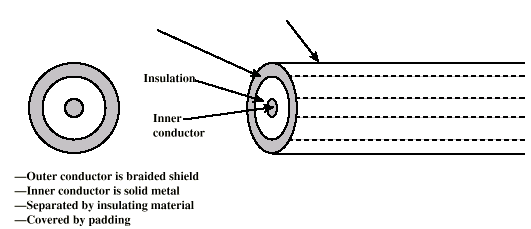 Insulation
Inner
conductor
—Outer conductor is braided shield
—Inner conductor is solid metal
—Separated by insulating material
—Covered by padding